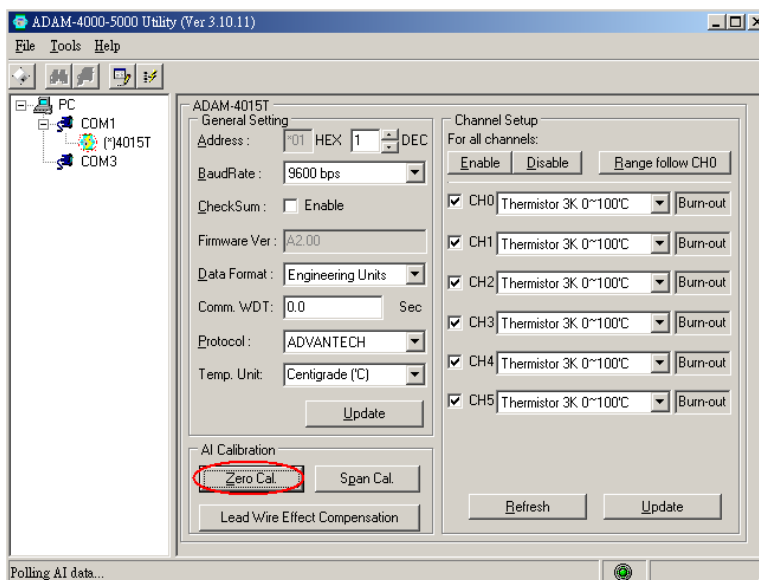 ADAM-4000-5000 Utility (Ver 3.10.11)
File Tools Help
PC
COM1
(*)4015T
COM3
ADAM-4015T
General Setting
Address : *01 HEX 1 DEC
BaudRate : 9600 bps
CheckSum : Enable
Firmware Ver : A2.00
Data Format : Engineering Units
Comm. WDT: 0.0 Sec
Protocol : ADVANTECH
Temp. Unit: Centigrade (℃)
Update
AI Calibration
Zero Cal. Span Cal.
Lead Wire Effect Compensation
Channel Setup
For all channels:
Enable Disable Range follow CH0
CH0 Thermistor 3K 0~100℃ Burn-out
CH1 Thermistor 3K 0~100℃ Burn-out
CH2 Thermistor 3K 0~100℃ Burn-out
CH3 Thermistor 3K 0~100℃ Burn-out
CH4 Thermistor 3K 0~100℃ Burn-out
CH5 Thermistor 3K 0~100℃ Burn-out
Refresh Update
Polling AI data...